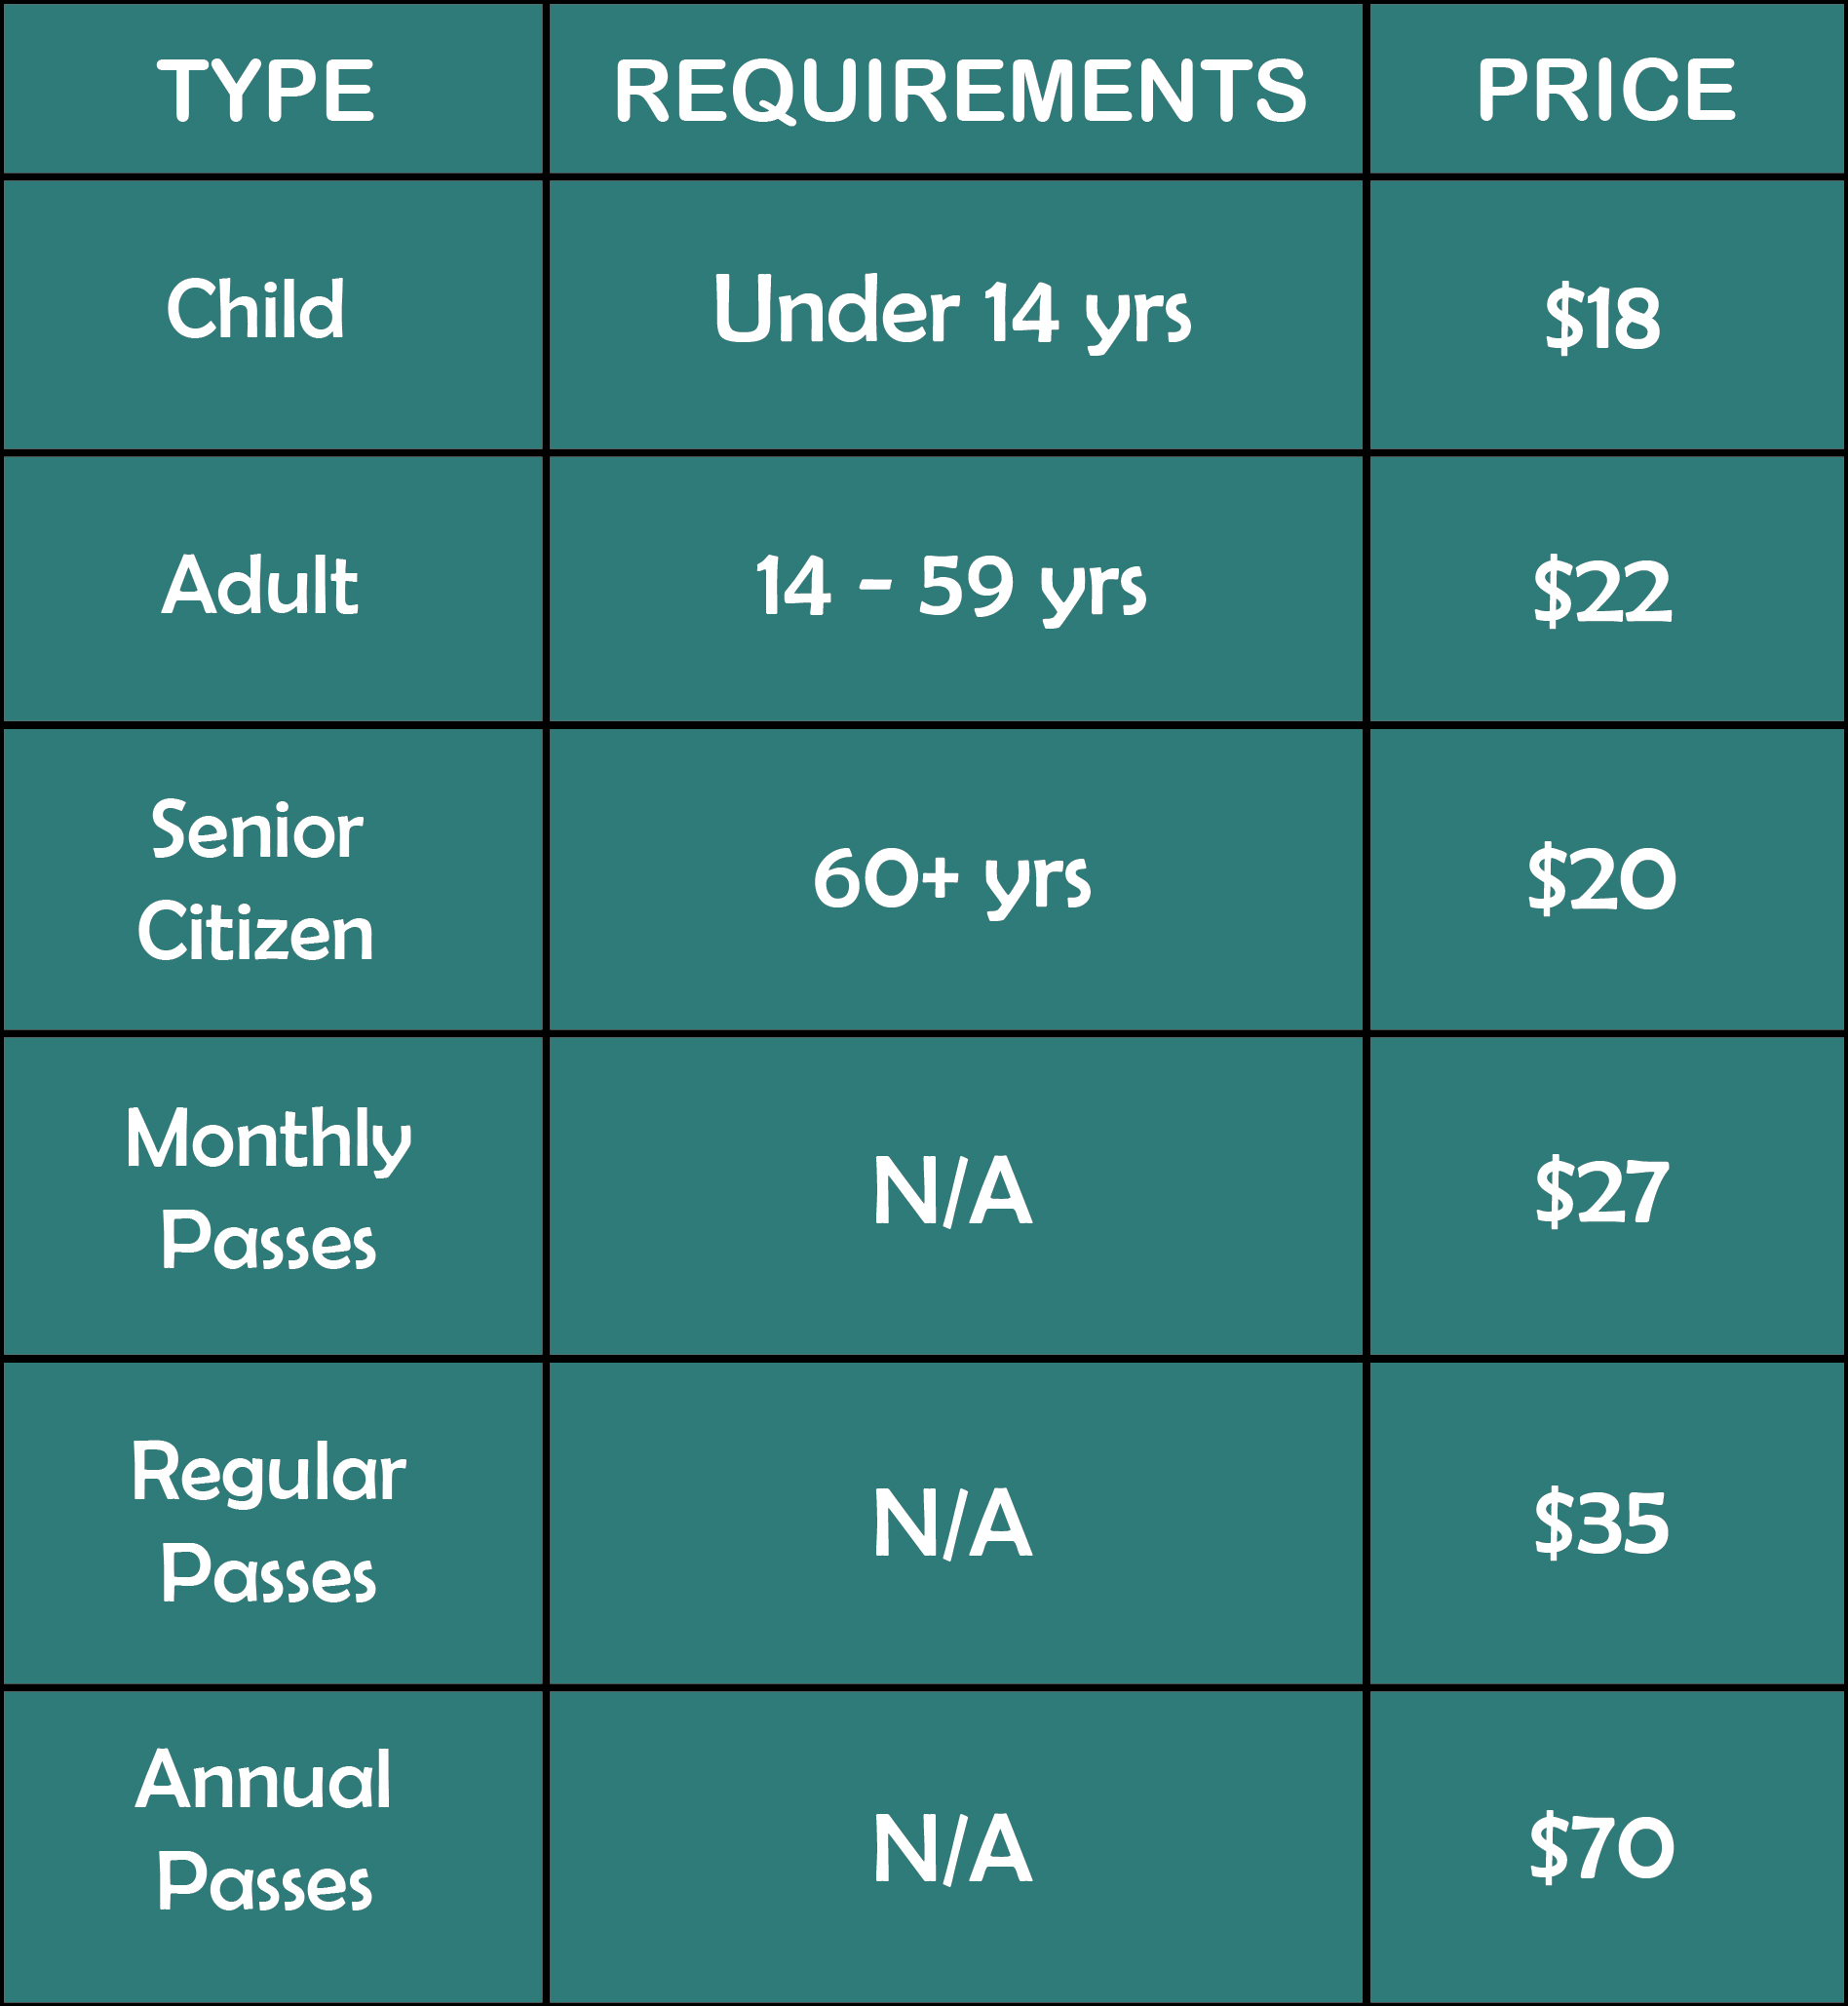 TYPE REQUIREMENTS PRICE
Child Under 14 yrs $18
Adult 14 - 59 yrs $22
Senior
Citizen
60+ yrs $20
Monthly
Passes
N/A $27
Regular
Passes
N/A $35
Annual
Passes
N/A $70